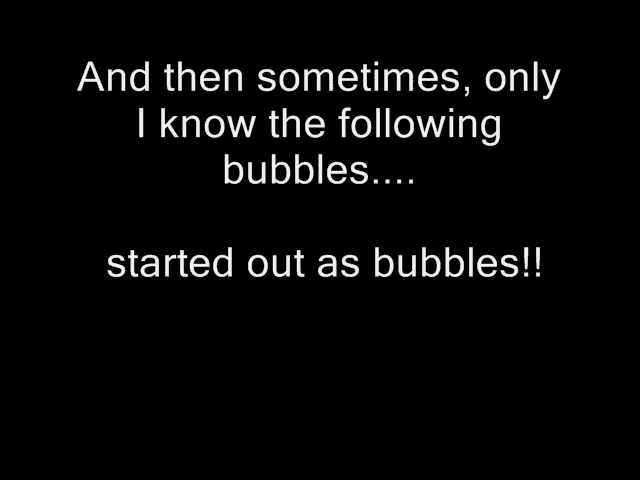 And then sometimes, only
I know the following
bubbles....
started out as bubbles!!